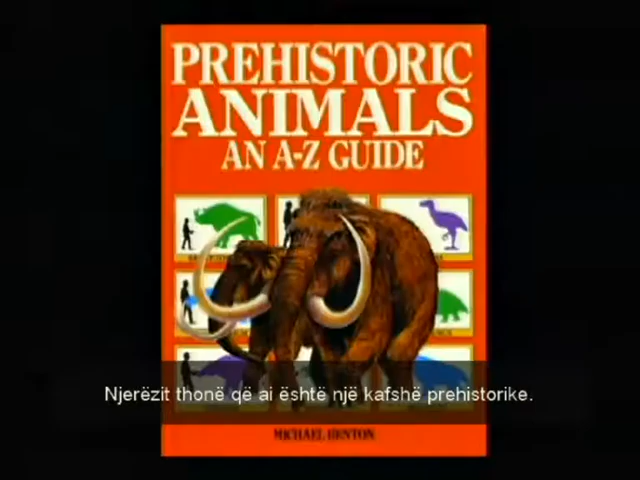 PREHISTORIC
ANIMALS
AN A-Z GUIDE
Njerëzit thonë që ai është një kafshë prehistorike.
MICHAEL BENTON